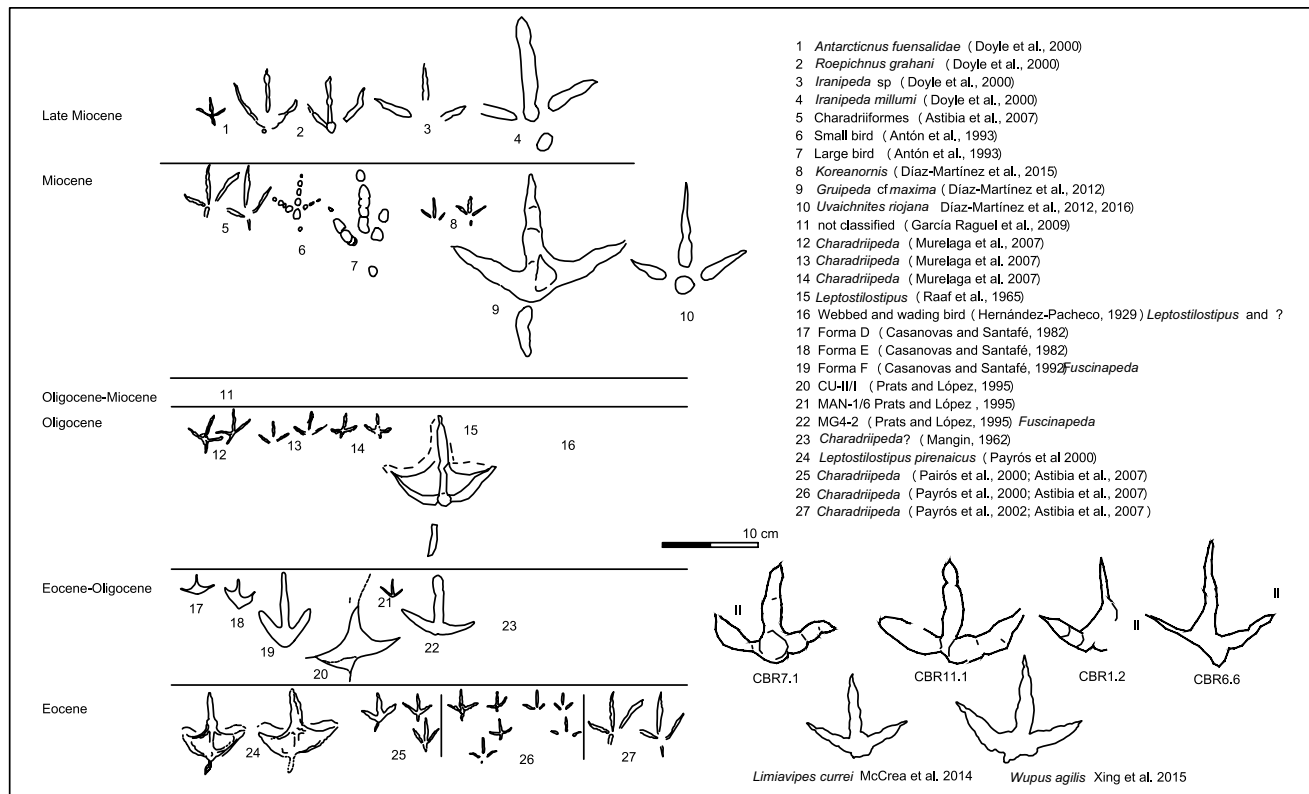 Late Miocene
1
2
3
4
Miocene
5
6
7
8
9
10
Oligocene-Miocene
11
Oligocene
12
13
14
15
16
Eocene-Oligocene
17
18
19
20
21
22
23
Eocene
24
25
26
27
1 Antarcticnus fuensalidae (Doyle et al., 2000)
2 Roepichnus grahani (Doyle et al., 2000)
3 Iranipeda sp (Doyle et al., 2000)
4 Iranipeda millumi (Doyle et al., 2000)
5 Charadriiformes (Astibia et al., 2007)
6 Small bird (Antón et al., 1993)
7 Large bird (Antón et al., 1993)
8 Koreanornis (Díaz-Martínez et al., 2015)
9 Gruipeda cf maxima (Díaz-Martínez et al., 2012)
10 Uvaichnites riojana Díaz-Martínez et al., 2012, 2016)
11 not classified (García Raguel et al., 2009)
12 Charadriipeda (Murelaga et al., 2007)
13 Charadriipeda (Murelaga et al. 2007)
14 Charadriipeda (Murelaga et al. 2007)
15 Leptostilostipus (Raaf et al., 1965)
16 Webbed and wading bird (Hernández-Pacheco, 1929) Leptostilostipus and ?
17 Forma D (Casanovas and Santafé, 1982)
18 Forma E (Casanovas and Santafé, 1982)
19 Forma F (Casanovas and Santafé, 1992)Fuscinapeda
20 CU-II/I (Prats and López, 1995)
21 MAN-1/6 Prats and López , 1995)
22 MG4-2 (Prats and López, 1995) Fuscinapeda
23 Charadriipeda? (Mangin, 1962)
24 Leptostilostipus pirenaicus (Payrós et al 2000)
25 Charadriipeda (Pairós et al., 2000; Astibia et al., 2007)
26 Charadriipeda (Payrós et al., 2000; Astibia et al., 2007)
27 Charadriipeda (Payrós et al., 2002; Astibia et al., 2007)
10 cm
II
II
II
CBR7.1
CBR11.1
CBR1.2
CBR6.6
Limiavipes currei McCrea et al. 2014
Wupus agilis Xing et al. 2015